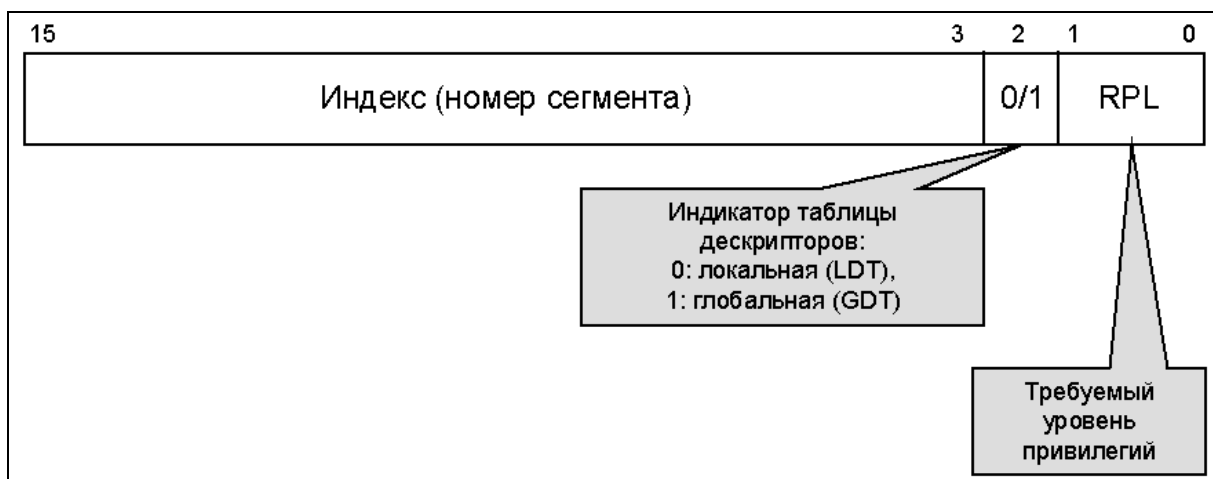 15 3 2 1 0
Индекс (номер сегмента) 0/1 RPL
Индикатор таблицы
дескрипторов:
0: локальная (LDT),
1: глобальная (GDT)
Требуемый
уровень
привилегий